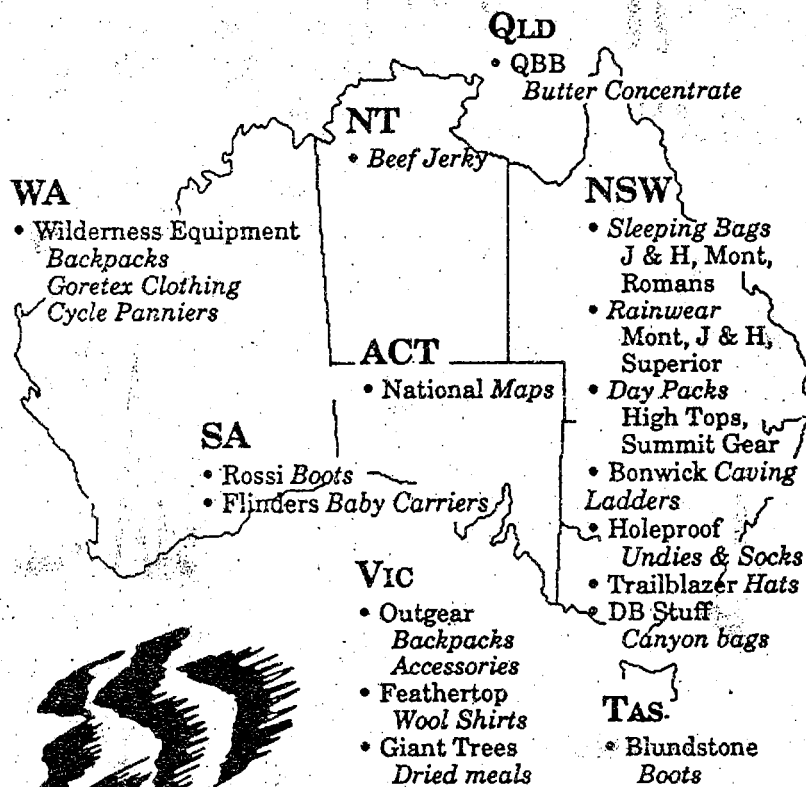 QLD
• QBB
Butter Concentrate
NT
• Beef Jerky
WA
• Wilderness Equipment
Backpacks
Goretex Clothing
Cycle Panniers
NSW
• Sleeping Bags
J & H, Mont,
Romans
• Rainwear
Mont, J & H,
Superior
• Day Packs
High Tops,
Summit Gear
• Bonwick Caving
Ladders
• Holeproof
Undies & Socks
• Trailblazer Hats
• DB Stuff
Canyon bags
ACT
• National Maps
SA
• Rossi Boots
• Flinders Baby Carriers
VIC
• Outgear
Backpacks
Accessories
• Feathertop
Wool Shirts
• Giant Trees
Dried meals
TAS.
• Blundstone
Boots